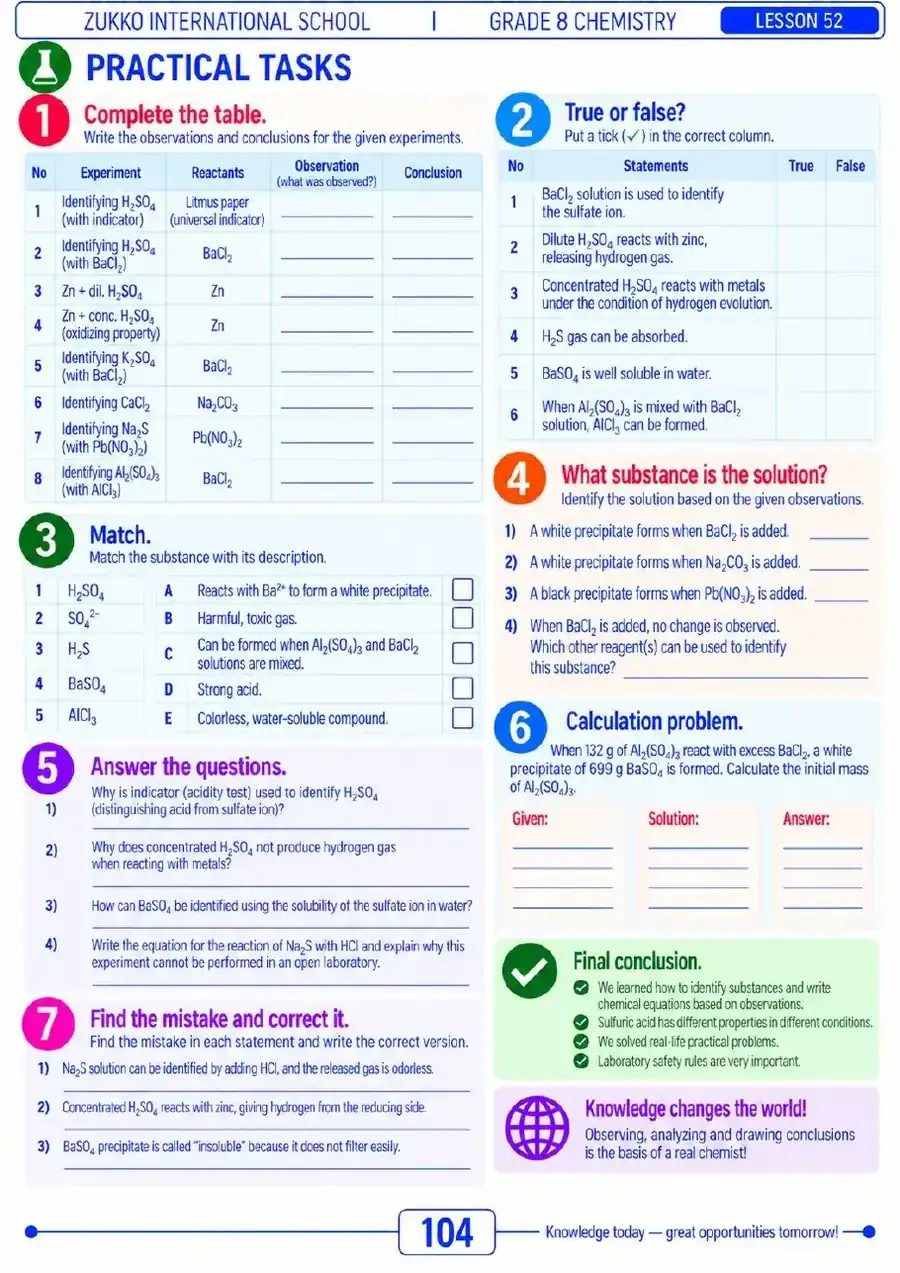 ZUKKO INTERNATIONAL SCHOOL | GRADE 8 CHEMISTRY LESSON 52
PRACTICAL TASKS
1 Complete the table.
Write the observations and conclusions for the given experiments.
No Experiment Reactants Observation (what was observed?) Conclusion
1 Identifying H₂SO₄ (with indicator) Litmus paper (universal indicator)
2 Identifying H₂SO₄ (with BaCl₂) BaCl₂
3 Zn + dil. H₂SO₄ Zn
4 Zn + conc. H₂SO₄ (oxidizing property) Zn
5 Identifying K₂SO₄ (with BaCl₂) BaCl₂
6 Identifying CaCl₂ Na₂CO₃
7 Identifying Na₂S (with Pb(NO₃)₂) Pb(NO₃)₂
8 Identifying Al₂(SO₄)₃ (with AlCl₃) BaCl₂
2 True or false?
Put a tick (✓) in the correct column.
No Statements True False
1 BaCl₂ solution is used to identify
the sulfate ion.
2 Dilute H₂SO₄ reacts with zinc,
releasing hydrogen gas.
3 Concentrated H₂SO₄ reacts with metals
under the condition of hydrogen evolution.
4 H₂S gas can be absorbed.
5 BaSO₄ is well soluble in water.
6 When Al₂(SO₄)₃ is mixed with BaCl₂
solution, AlCl₃ can be formed.
3 Match.
Match the substance with its description.
1 H₂SO₄ A Reacts with Ba²⁺ to form a white precipitate.
2 SO₄²⁻ B Harmful, toxic gas.
3 H₂S C Can be formed when Al₂(SO₄)₃ and BaCl₂
solutions are mixed.
4 BaSO₄ D Strong acid.
5 AlCl₃ E Colorless, water-soluble compound.
4 What substance is the solution?
Identify the solution based on the given observations.
1) A white precipitate forms when BaCl₂ is added.
2) A white precipitate forms when Na₂CO₃ is added.
3) A black precipitate forms when Pb(NO₃)₂ is added.
4) When BaCl₂ is added, no change is observed.
Which other reagent(s) can be used to identify
this substance?
5 Answer the questions.
1) Why is indicator (acidity test) used to identify H₂SO₄
(distinguishing acid from sulfate ion)?
2) Why does concentrated H₂SO₄ not produce hydrogen gas
when reacting with metals?
3) How can BaSO₄ be identified using the solubility of the sulfate ion in water?
4) Write the equation for the reaction of Na₂S with HCl and explain why this
experiment cannot be performed in an open laboratory.
6 Calculation problem.
When 132 g of Al₂(SO₄)₃ react with excess BaCl₂, a white
precipitate of 699 g BaSO₄ is formed. Calculate the initial mass
of Al₂(SO₄)₃.
Given: Solution: Answer:
7 Find the mistake and correct it.
Find the mistake in each statement and write the correct version.
1) Na₂S solution can be identified by adding HCl, and the released gas is odorless.
2) Concentrated H₂SO₄ reacts with zinc, giving hydrogen from the reducing side.
3) BaSO₄ precipitate is called "insoluble" because it does not filter easily.
Final conclusion.
We learned how to identify substances and write
chemical equations based on observations.
Sulfuric acid has different properties in different conditions.
We solved real-life practical problems.
Laboratory safety rules are very important.
Knowledge changes the world!
Observing, analyzing and drawing conclusions
is the basis of a real chemist!
104
Knowledge today — great opportunities tomorrow!